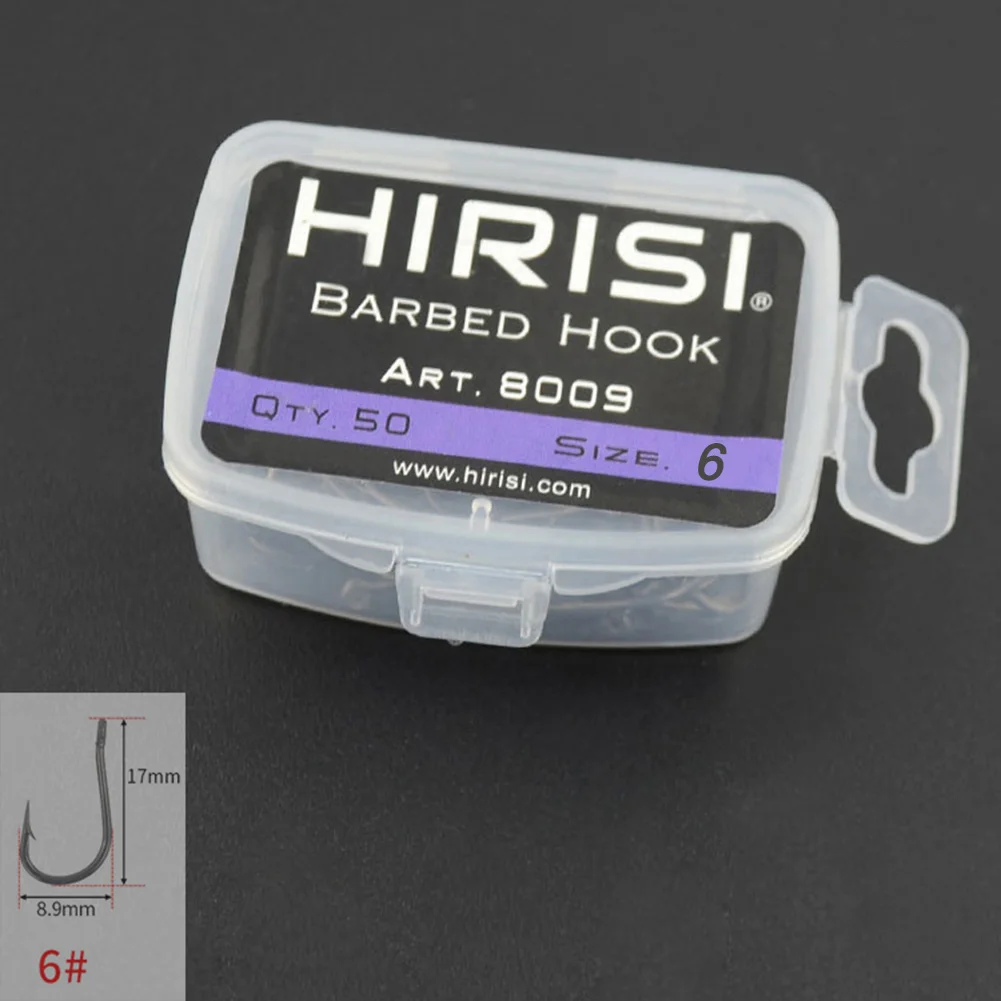 HIRISI®
BARBED HOOK
ART. 8009
QTY. 50 SIZE. 6
www.hirisi.com
17mm
8.9mm
6#